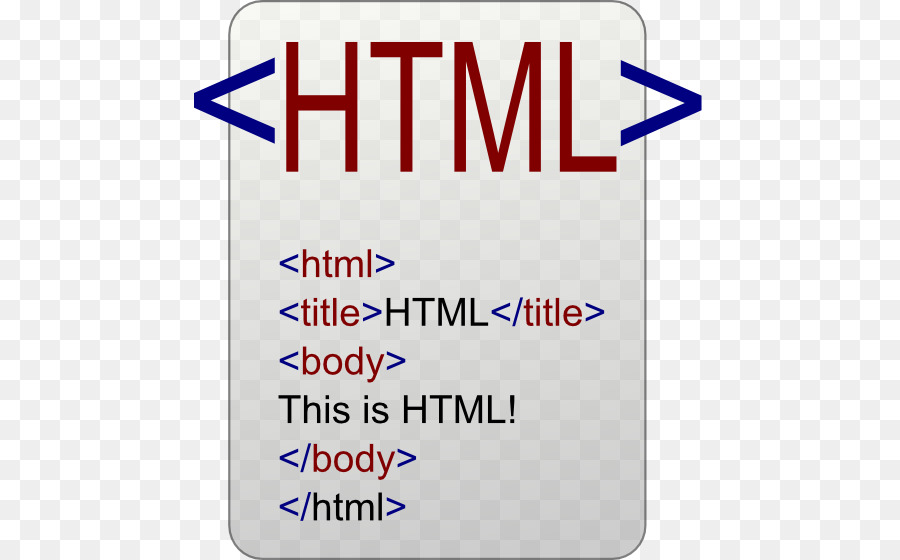 <HTML>
<html>
<title>HTML</title>
<body>
This is HTML!
</body>
</html>